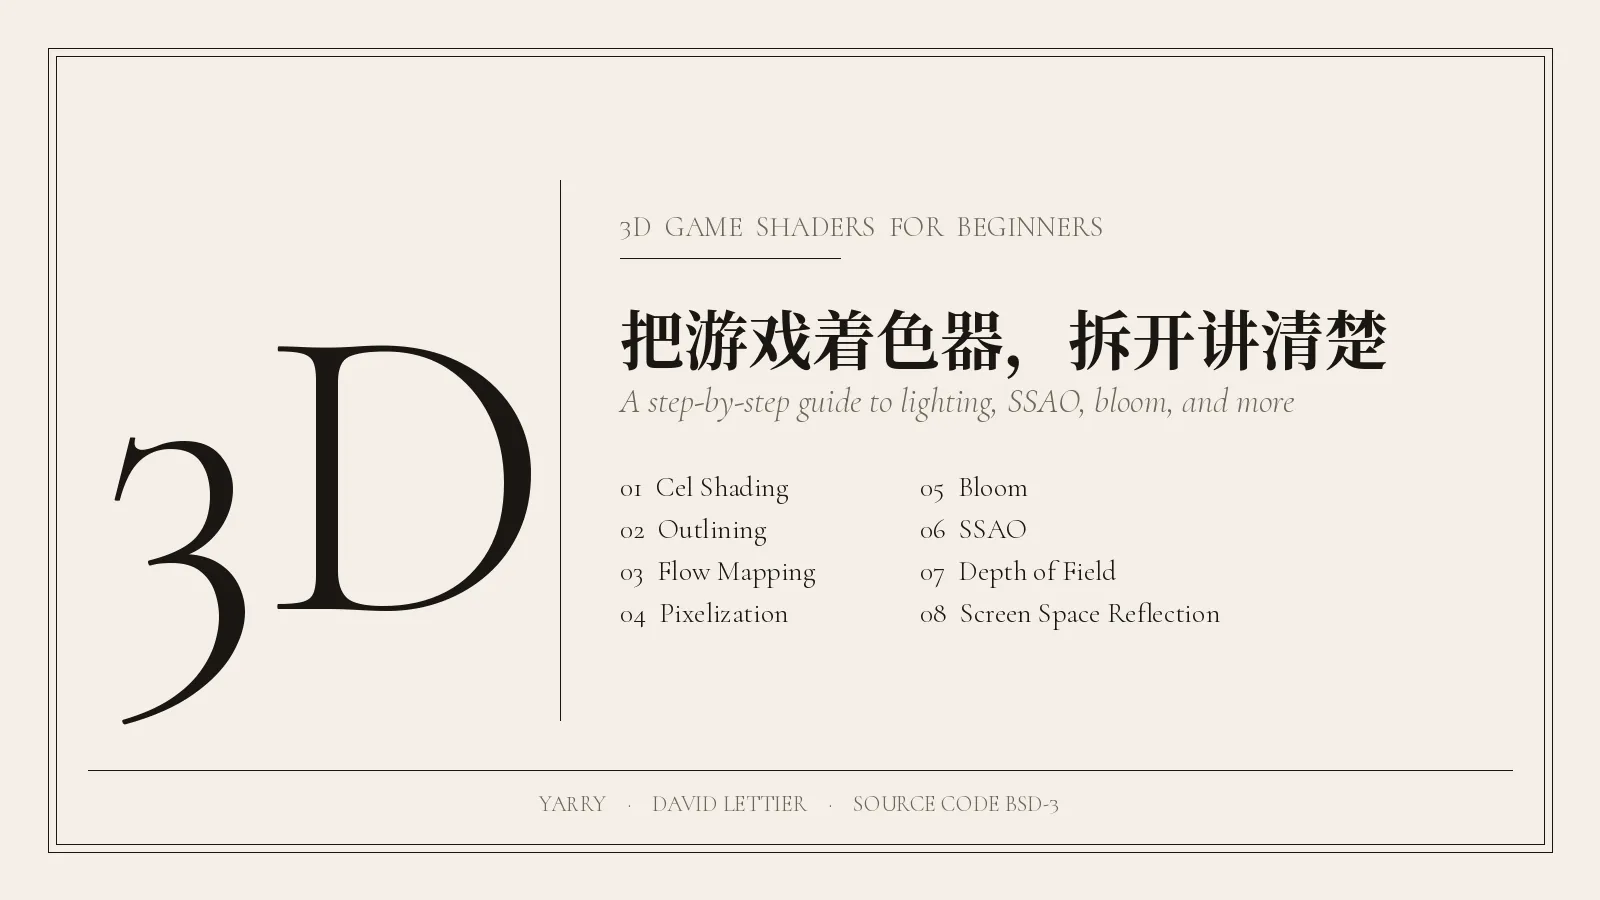 3D
3D GAME SHADERS FOR BEGINNERS
把游戏着色器，拆开讲清楚
A step-by-step guide to lighting, SSAO, bloom, and more
01 Cel Shading
02 Outlining
03 Flow Mapping
04 Pixelization
05 Bloom
06 SSAO
07 Depth of Field
08 Screen Space Reflection
YARRY · DAVID LETTIER · SOURCE CODE BSD-3